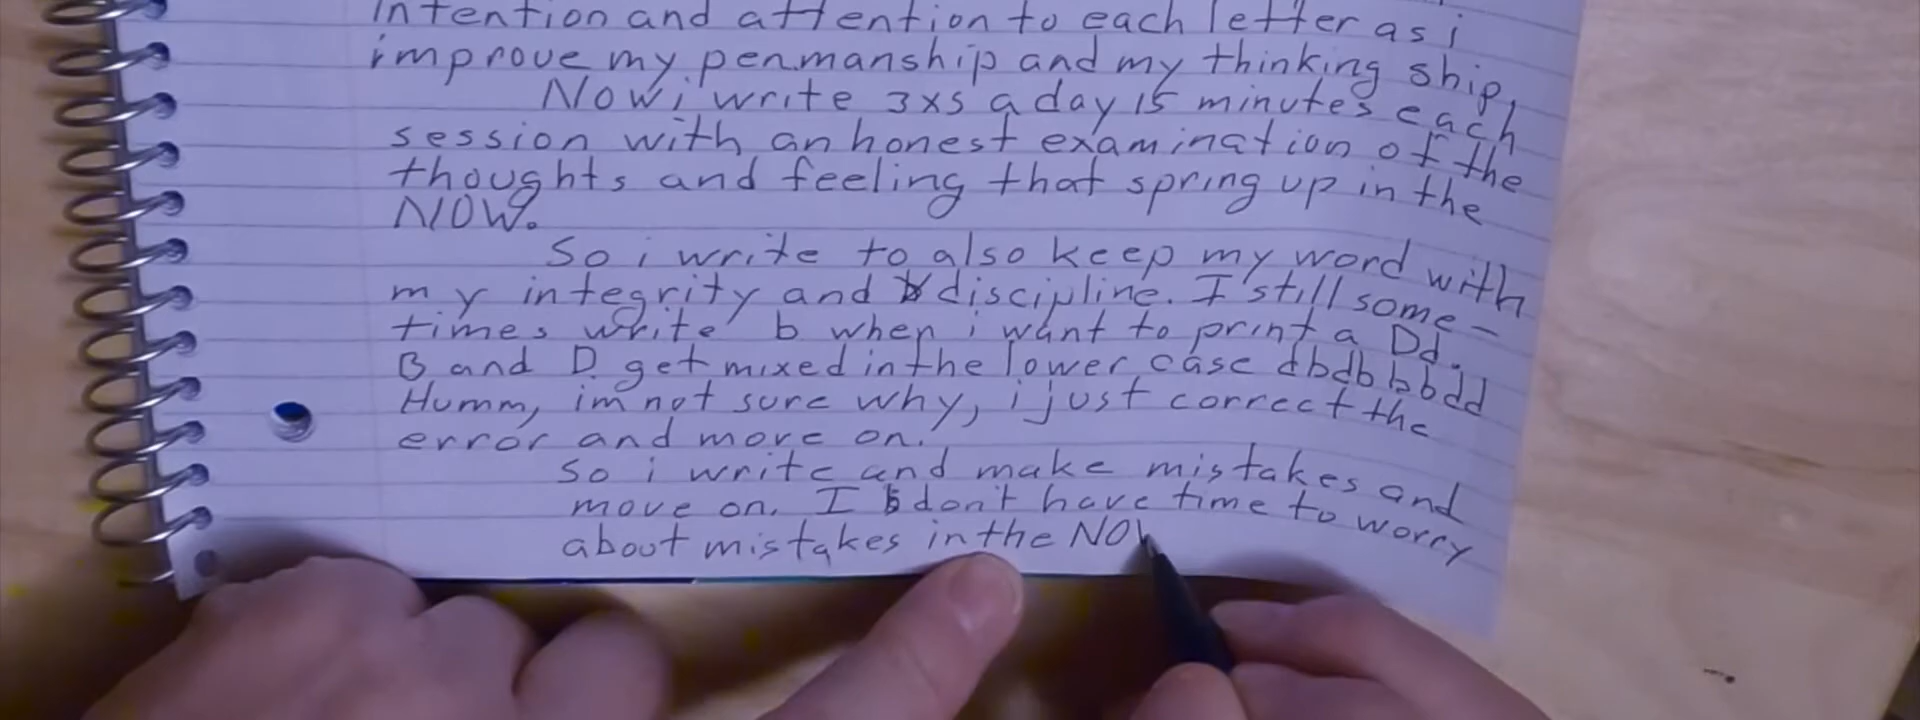 intention and attention to each letter as i
improve my penmanship and my thinking ship,
Now i write 3xs a day 15 minutes each
session with an honest examination of the
thoughts and feeling that spring up in the
NOW.
So i write to also keep my word with
my integrity and discipline. I still some-
times write b when i want to print a Dd.
B and D get mixed in the lower case dbdb bbdd
Humm, im not sure why, i just correct the
error and move on.
So i write and make mistakes and
move on. I don't have time to worry
about mistakes in the NOW